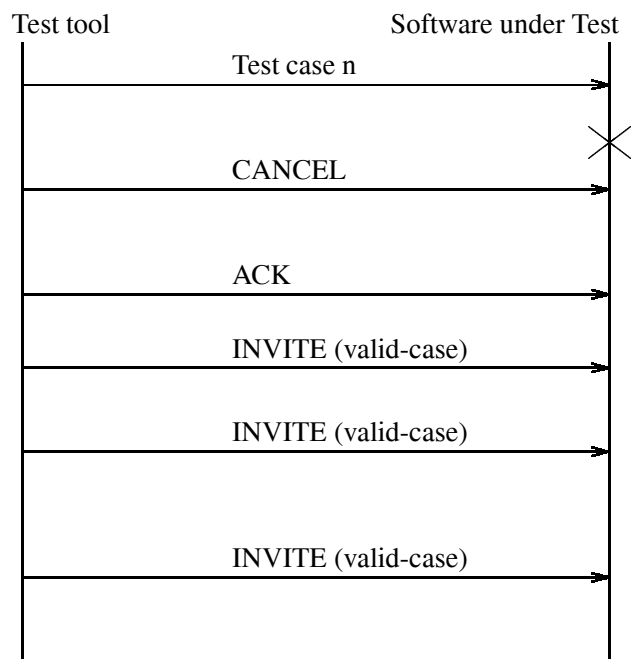 Test tool Software under Test
Test case n
CANCEL
ACK
INVITE (valid-case)
INVITE (valid-case)
INVITE (valid-case)